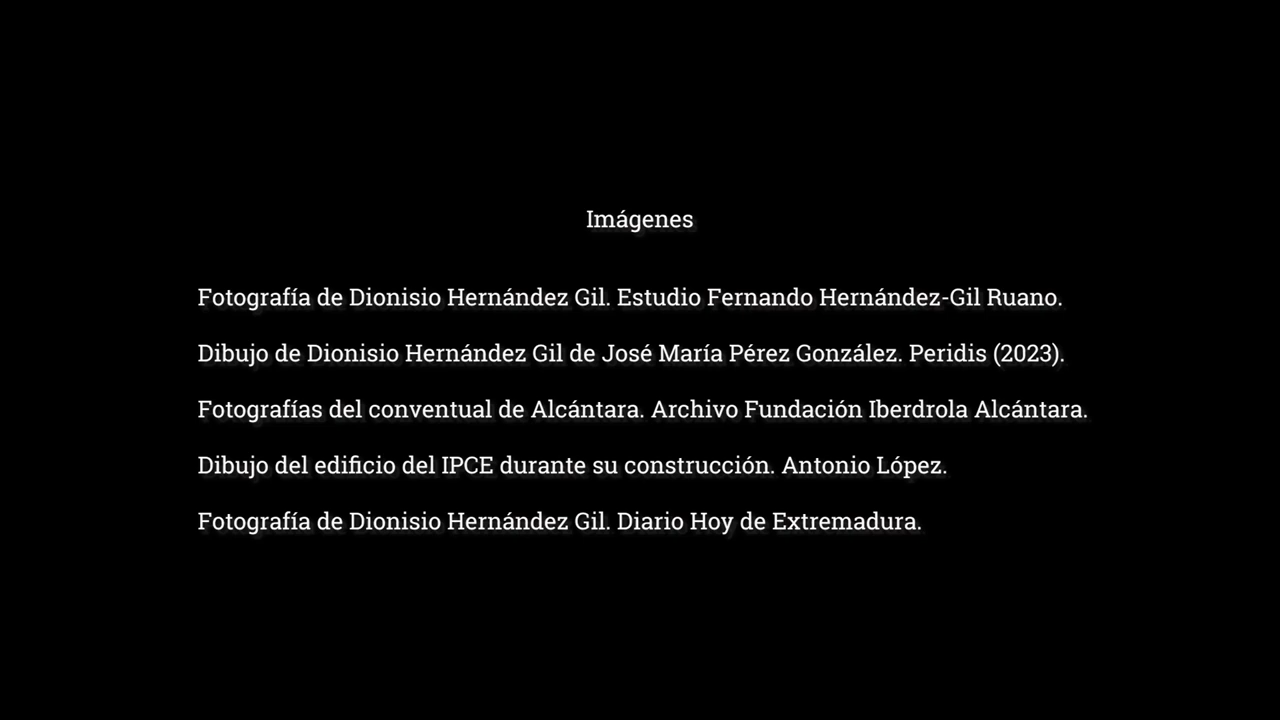 Imágenes
Fotografía de Dionisio Hernández Gil. Estudio Fernando Hernández-Gil Ruano.
Dibujo de Dionisio Hernández Gil de José María Pérez González. Peridis (2023).
Fotografías del conventual de Alcántara. Archivo Fundación Iberdrola Alcántara.
Dibujo del edificio del IPCE durante su construcción. Antonio López.
Fotografía de Dionisio Hernández Gil. Diario Hoy de Extremadura.